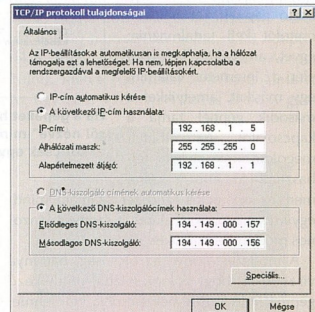 TCP/IP protokoll tulajdonságai
Általános
Az IP-beállításokat automatikusan is megkaphatja, ha a hálózat
támogatja ezt a lehetőséget. Ha nem, lépjen kapcsolatba a
rendszergazdával a megfelelő IP-beállításokért.
IP-cím automatikus kérése
A következő IP-cím használata:
IP-cím: 192 . 168 . 1 . 5
Alhálózati maszk: 255 . 255 . 255 . 0
Alapértelmezett átjáró: 192 . 168 . 1 . 1
DNS-kiszolgáló címének automatikus kérése
A következő DNS-kiszolgálócímek használata:
Elsődleges DNS-kiszolgáló: 194 . 149 . 000 . 157
Másodlagos DNS-kiszolgáló: 194 . 149 . 000 . 156
Speciális...
OK Mégse